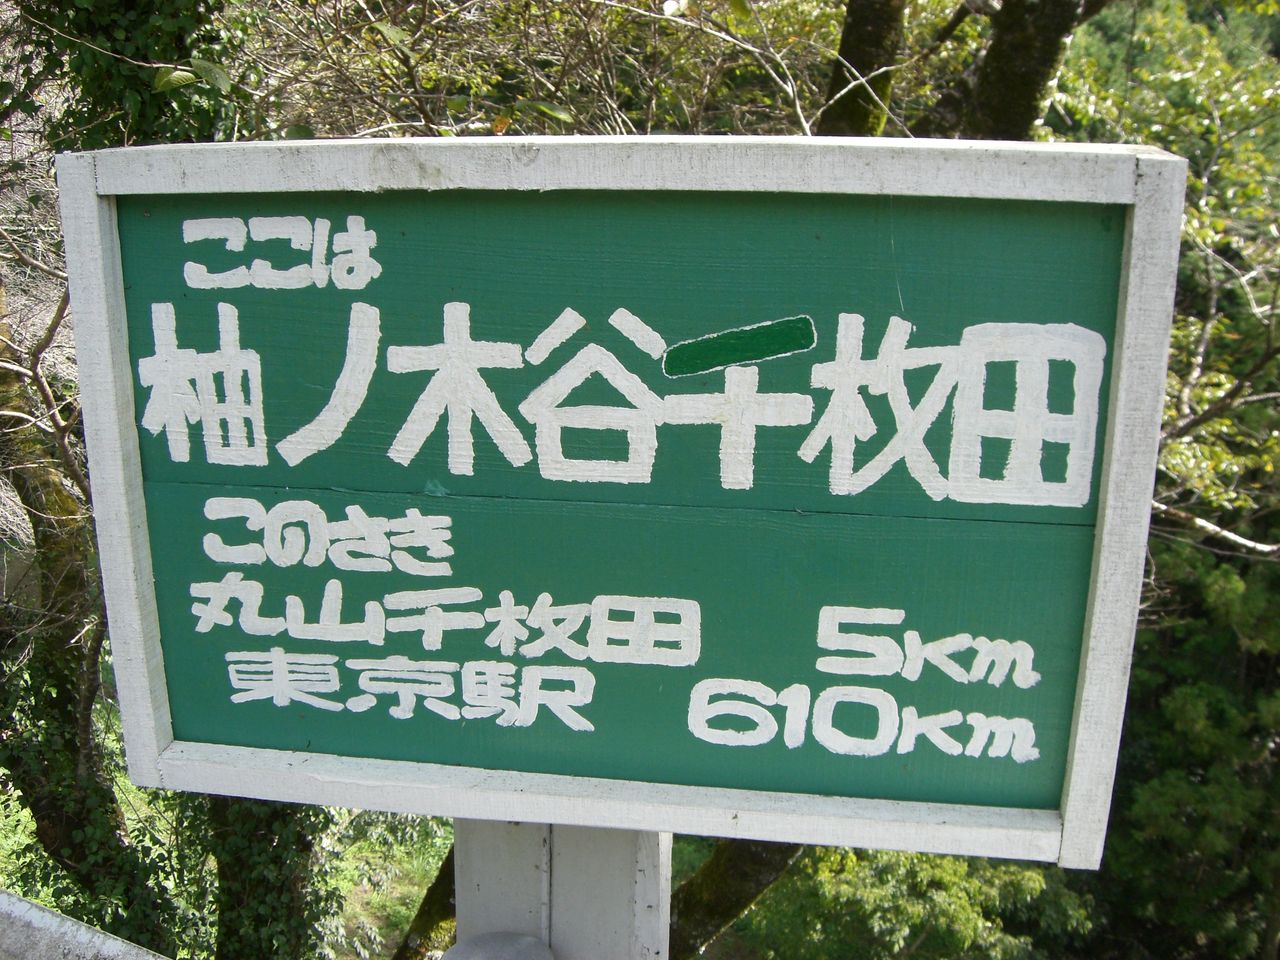 ここは
柚ノ木谷千枚田
このさき
丸山千枚田 5Km
東京駅 610Km